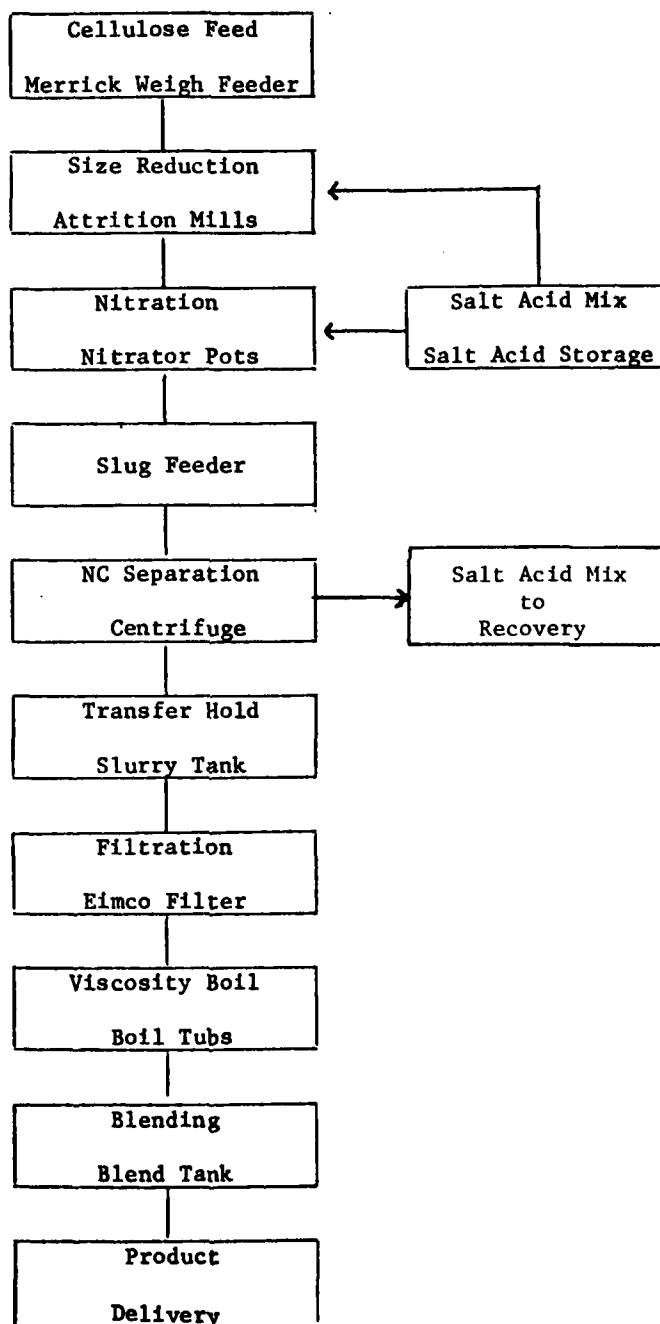 Cellulose Feed
Merrick Weigh Feeder
Size Reduction
Attrition Mills
Nitration
Nitrator Pots
Salt Acid Mix
Salt Acid Storage
Slug Feeder
NC Separation
Centrifuge
Salt Acid Mix
to
Recovery
Transfer Hold
Slurry Tank
Filtration
Eimco Filter
Viscosity Boil
Boil Tubs
Blending
Blend Tank
Product
Delivery